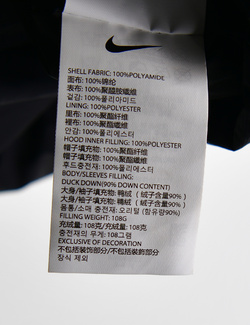 SHELL FABRIC: 100%POLYAMIDE
面布: 100%锦纶
表布: 100%聚醯胺纖維
겉감: 100%폴리아미드
LINING: 100%POLYESTER
里布: 100%聚酯纤维
裡布: 100%聚酯纖維
안감: 100%폴리에스터
HOOD INNER FILLING: 100%POLYESTER
帽子填充物: 100%聚酯纤维
帽子填充物: 100%聚酯纖維
후드충전재: 100%폴리에스터
BODY/SLEEVES FILLING:
DUCK DOWN(90% DOWN CONTENT)
大身/袖子填充物: 鸭绒 (绒子含量90%)
大身/袖子填充物: 鴨絨 (絨子含量90%)
몸통/소매 충전재: 오리털 (함유량90%)
FILLING WEIGHT: 108G
充绒量: 108克/充絨量: 108克
충전재의 무게: 108그램
EXCLUSIVE OF DECORATION
不包括装饰部分/不包括裝飾部分
장식 제외